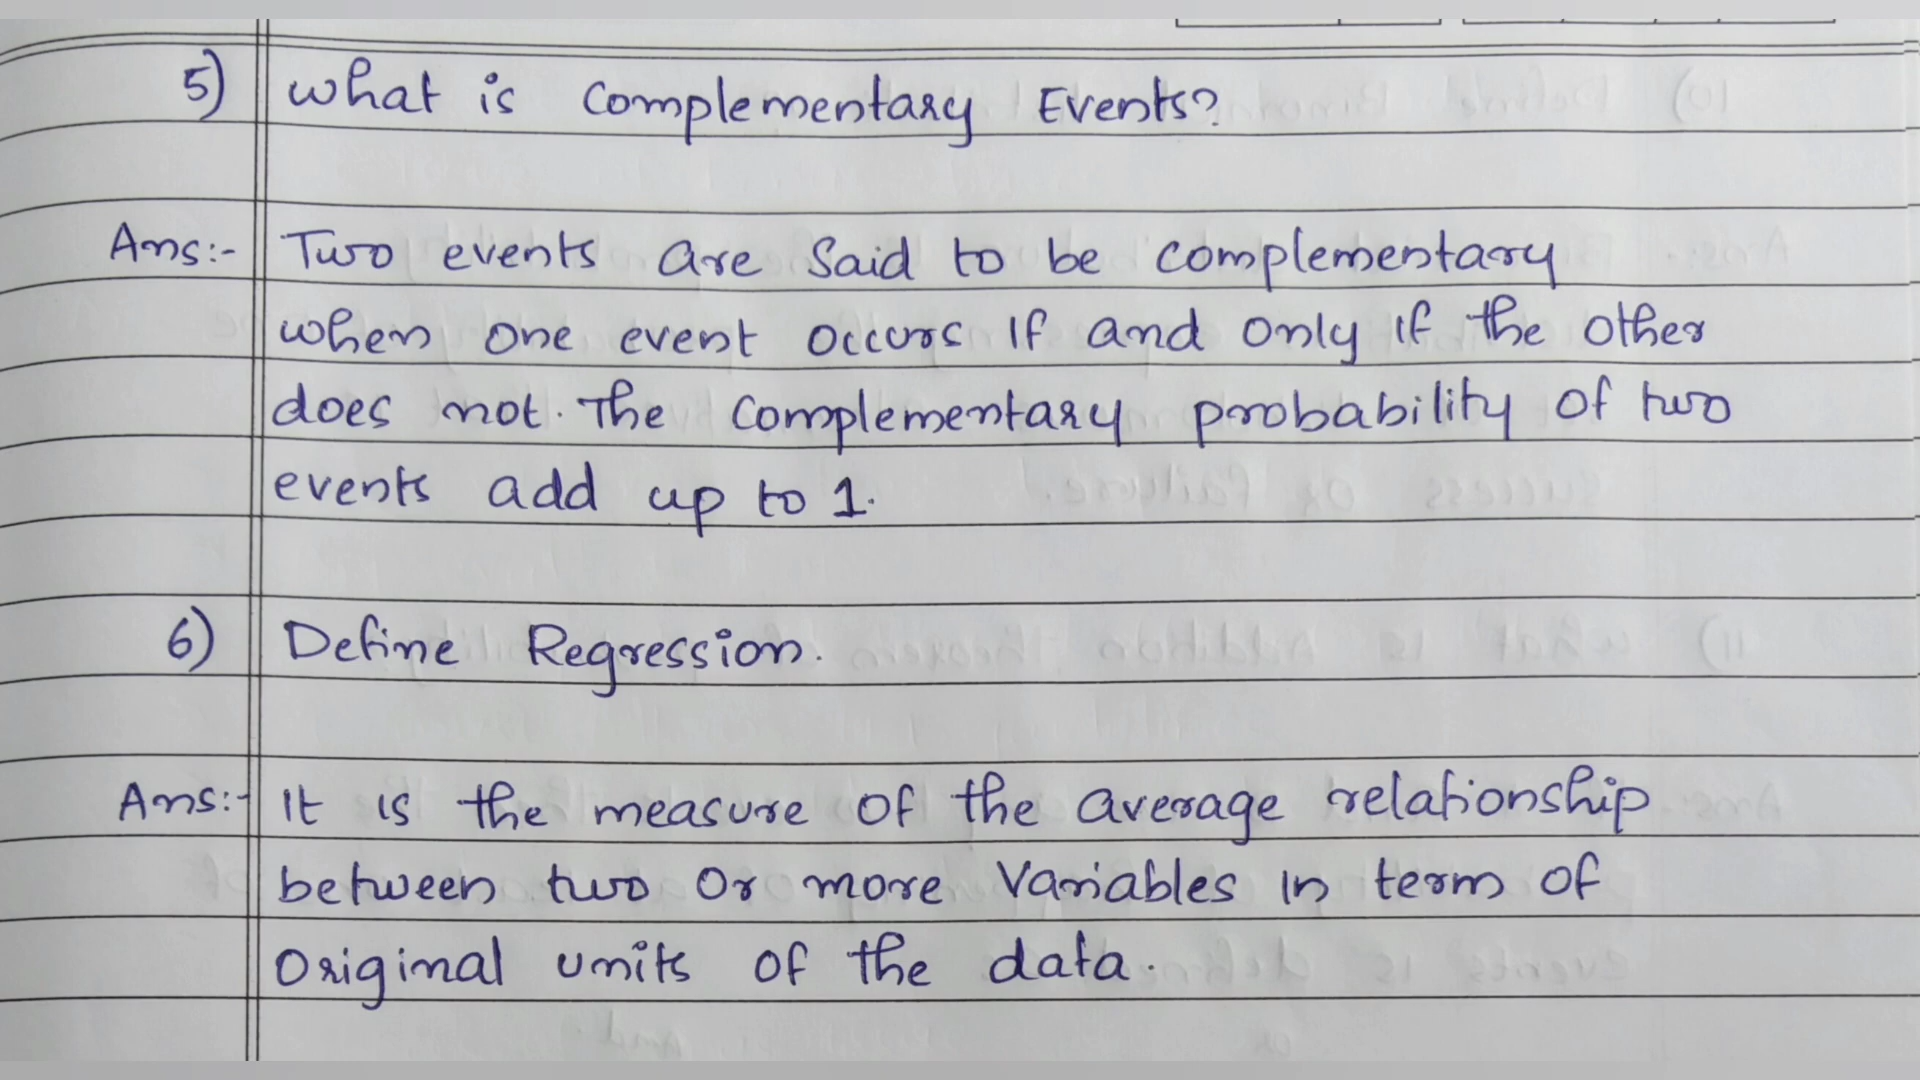 5) What is Complementary Events?
Ans:- Two events are said to be complementary
when one event occurs if and only if the other
does not. The complementary probability of two
events add up to 1.
6) Define Regression.
Ans:- It is the measure of the average relationship
between two or more variables in term of
original units of the data.